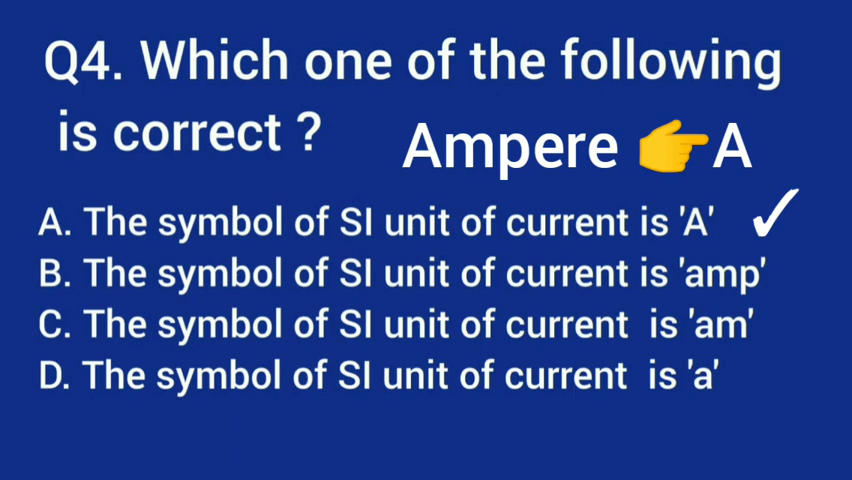 Q4. Which one of the following
is correct ?
Ampere 👉 A
A. The symbol of SI unit of current is 'A' ✓
B. The symbol of SI unit of current is 'amp'
C. The symbol of SI unit of current is 'am'
D. The symbol of SI unit of current is 'a'